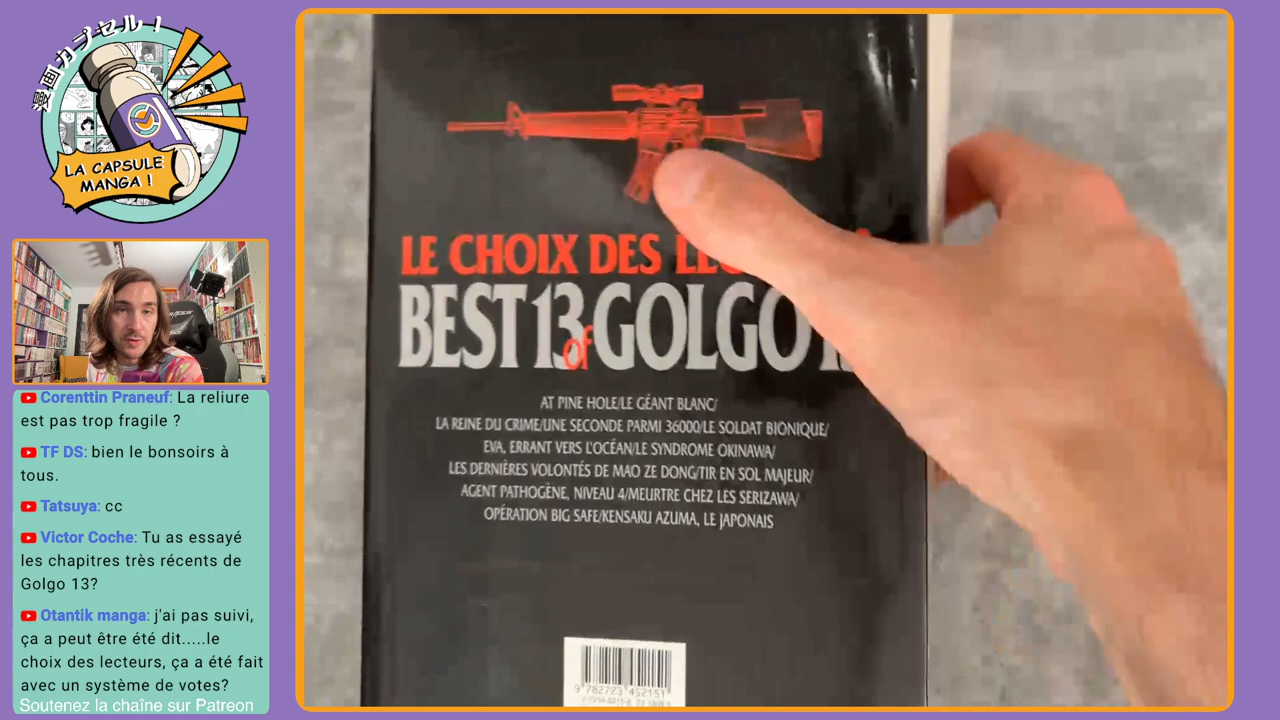 漫画カプセル!
LA CAPSULE
MANGA !
Corenttin Praneuf: La reliure
est pas trop fragile ?
TF DS: bien le bonsoirs à
tous.
Tatsuya: cc
Victor Coche: Tu as essayé
les chapitres très récents de
Golgo 13?
Otantik manga: j'ai pas suivi,
ça a peut être été dit.....le
choix des lecteurs, ça a été fait
avec un système de votes?
Soutenez la chaîne sur Patreon
LE CHOIX DES
BEST 13 of GOLGO
AT PINE HOLE/LE GÉANT BLANC/
LA REINE DU CRIME/UNE SECONDE PARMI 36000/LE SOLDAT BIONIQUE/
EVA, ERRANT VERS L'OCÉAN/LE SYNDROME OKINAWA/
LES DERNIÈRES VOLONTÉS DE MAO ZE DONG/TIR EN SOL MAJEUR/
AGENT PATHOGÈNE, NIVEAU 4/MEURTRE CHEZ LES SERIZAWA/
OPÉRATION BIG SAFE/KENSAKU AZUMA, LE JAPONAIS
9 782723 452151